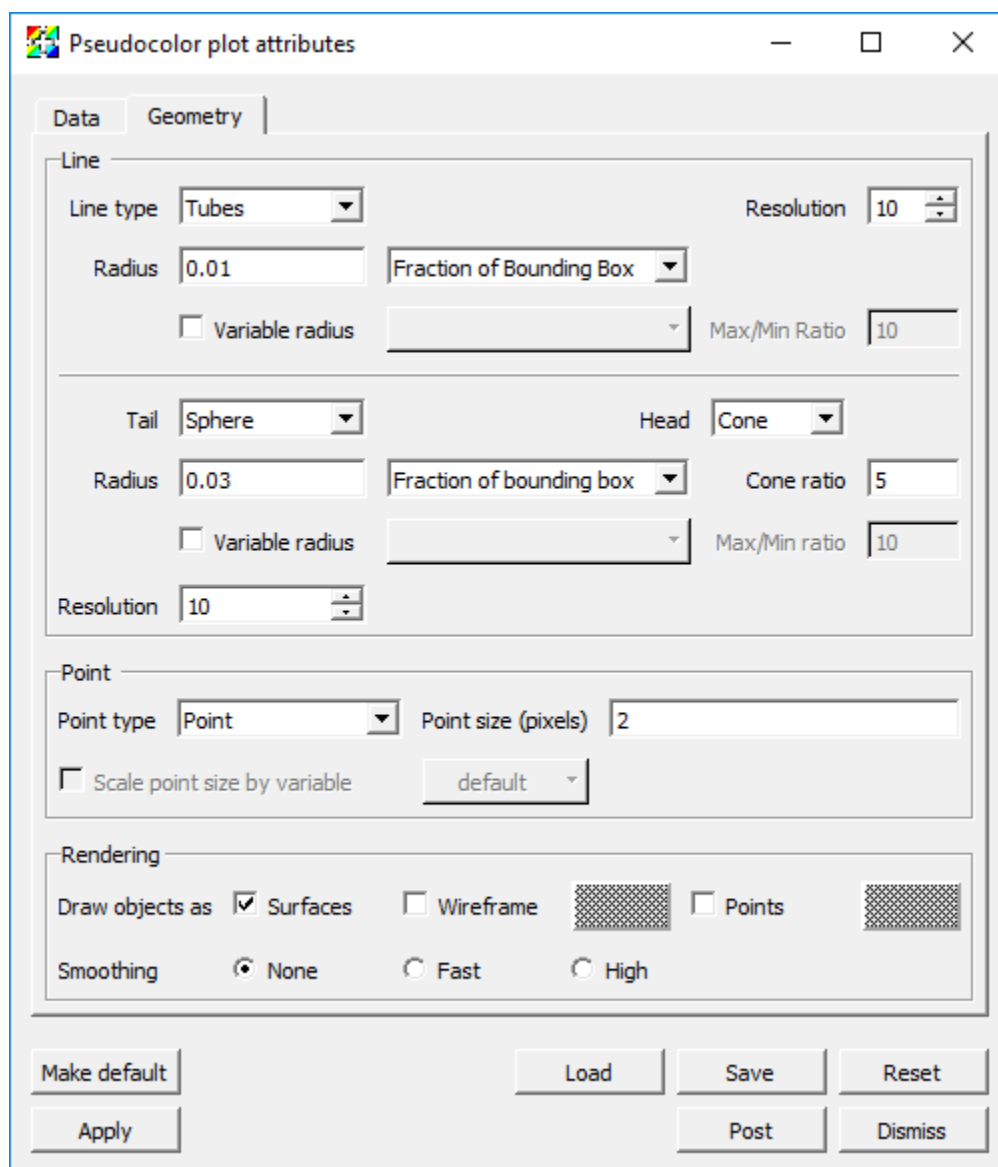 Pseudocolor plot attributes
Data Geometry
Line
Line type Tubes Resolution 10
Radius 0.01 Fraction of Bounding Box
Variable radius Max/Min Ratio 10
Tail Sphere Head Cone
Radius 0.03 Fraction of bounding box Cone ratio 5
Variable radius Max/Min ratio 10
Resolution 10
Point
Point type Point Point size (pixels) 2
Scale point size by variable default
Rendering
Draw objects as Surfaces Wireframe Points
Smoothing None Fast High
Make default Load Save Reset
Apply Post Dismiss